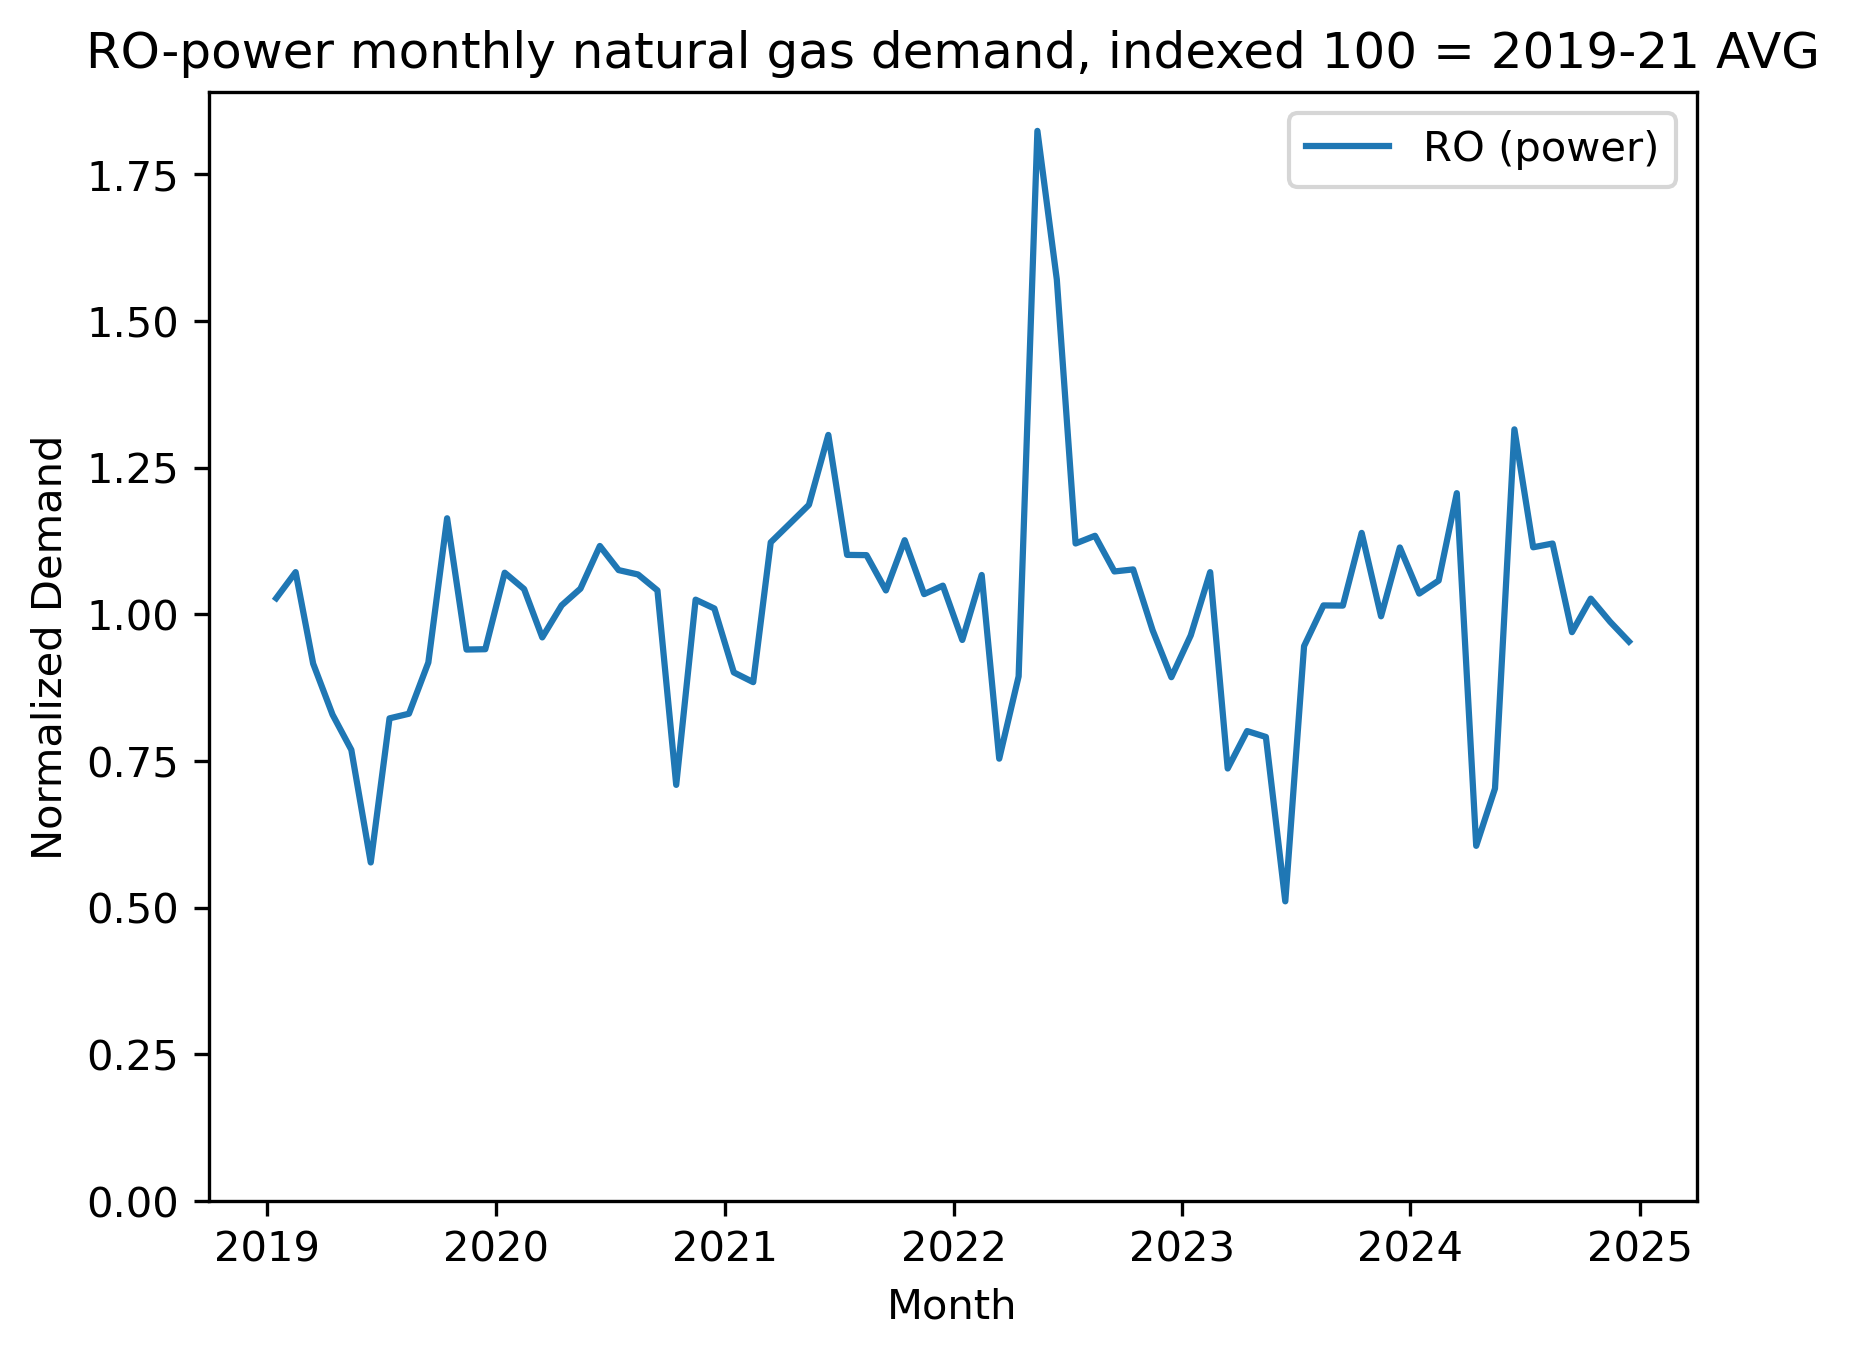 RO-power monthly natural gas demand, indexed 100 = 2019-21 AVG
RO (power)
Normalized Demand
1.75
1.50
1.25
1.00
0.75
0.50
0.25
0.00
2019 2020 2021 2022 2023 2024 2025
Month